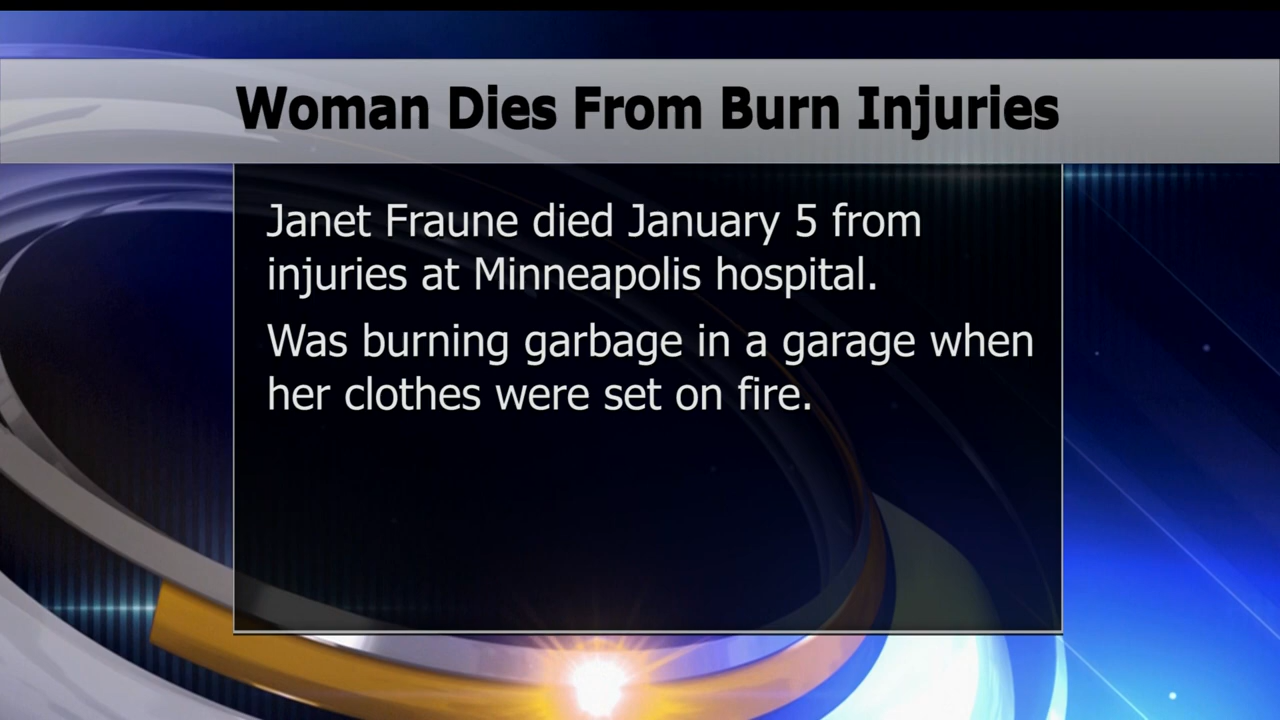 Woman Dies From Burn Injuries
Janet Fraune died January 5 from
injuries at Minneapolis hospital.
Was burning garbage in a garage when
her clothes were set on fire.